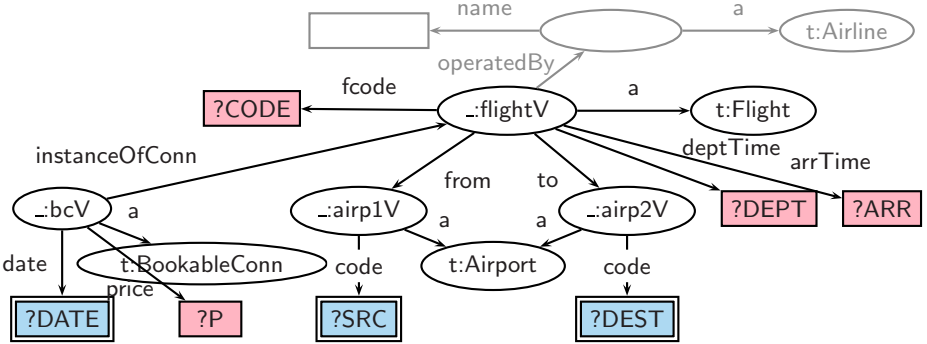 name
a
t:Airline
operatedBy
fcode
a
?CODE
_:flightV
t:Flight
instanceOfConn
deptTime
arrTime
from
to
_:bcV
a
_:airp1V
a
a
_:airp2V
?DEPT
?ARR
date
t:BookableConn
code
t:Airport
code
price
?DATE
?P
?SRC
?DEST